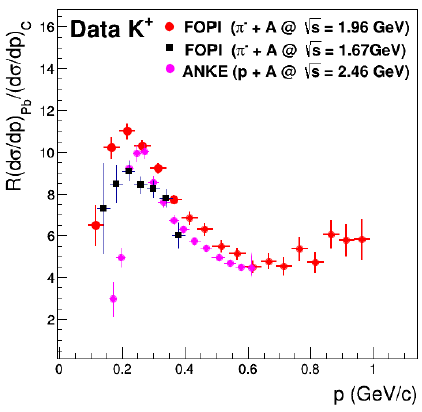 Data K⁺
FOPI (π⁻ + A @ √s = 1.96 GeV)
FOPI (π⁻ + A @ √s = 1.67GeV)
ANKE (p + A @ √s = 2.46 GeV)
R(dσ/dp)Pb/(dσ/dp)C
16
14
12
10
8
6
4
2
0 0.2 0.4 0.6 0.8 1
p (GeV/c)